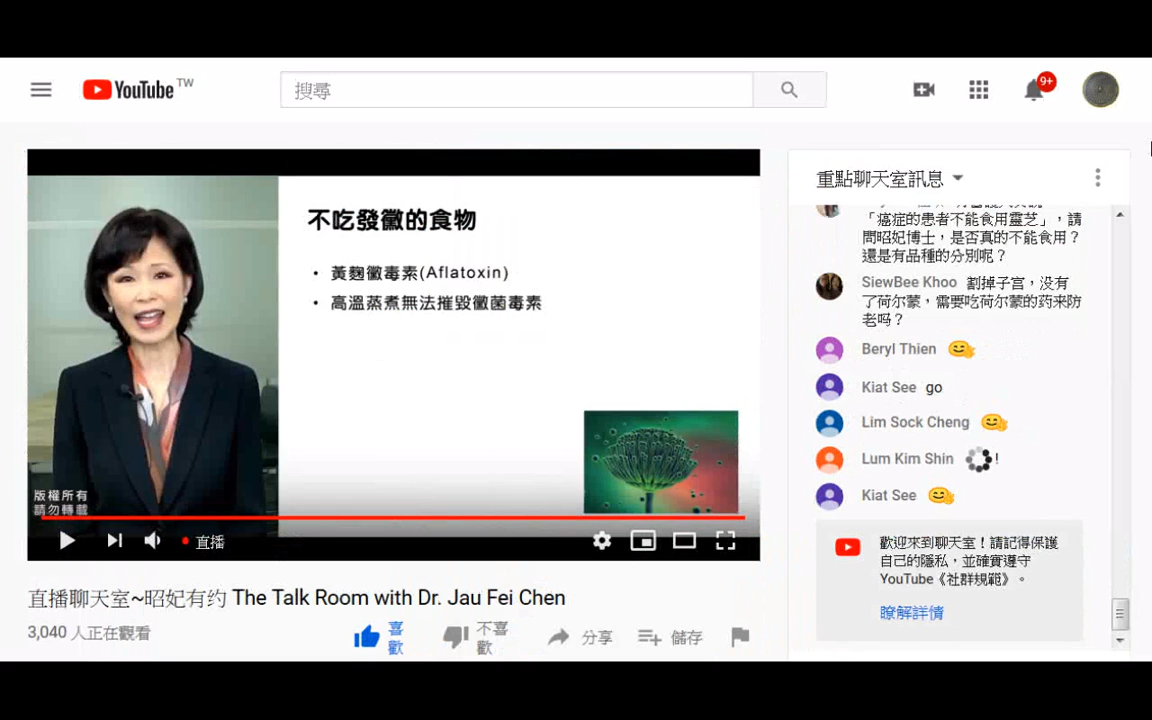 YouTube TW
搜尋
9+
不吃發黴的食物
• 黃麴黴毒素(Aflatoxin)
• 高溫蒸煮無法摧毀黴菌毒素
版權所有
請勿轉載
直播
直播聊天室~昭妃有約 The Talk Room with Dr. Jau Fei Chen
3,040 人正在觀看
喜歡
不喜歡
分享
儲存
重點聊天室訊息
「癌症的患者不能食用靈芝」，請
問昭妃博士，是否真的不能食用？
還是有品種的分別呢？
SiewBee Khoo 割掉子宫，没有
了荷尔蒙，需要吃荷尔蒙的药来防
老吗？
Beryl Thien
Kiat See go
Lim Sock Cheng
Lum Kim Shin !
Kiat See
歡迎來到聊天室！請記得保護
自己的隱私，並確實遵守
YouTube《社群規範》。
瞭解詳情